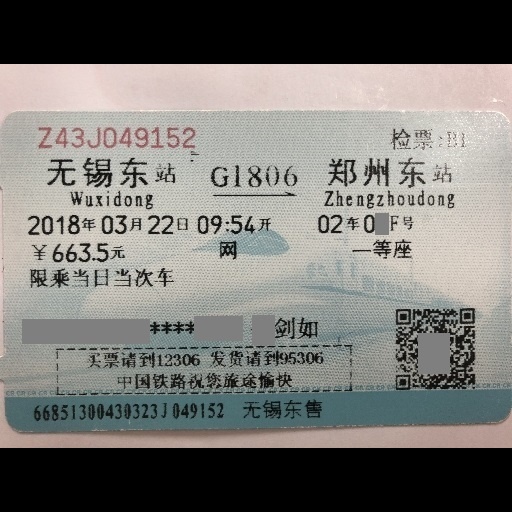 Z43J049152 检票:B1
无锡东站 G1806 郑州东站
Wuxidong Zhengzhoudong
2018年03月22日09:54开 02车0 F号
￥663.5元 网 一等座
限乘当日当次车
**** 剑如
买票请到12306 发货请到95306
中国铁路祝您旅途愉快
66851300430323J049152 无锡东售